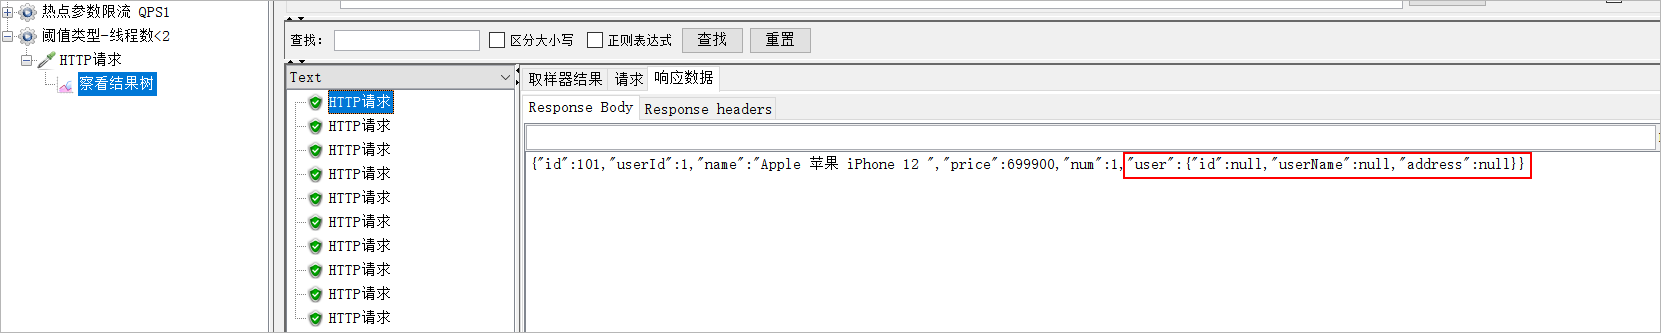 热点参数限流 QPS1
阈值类型-线程数<2
HTTP请求
察看结果树
查找: 区分大小写 正则表达式 查找 重置
Text
HTTP请求
HTTP请求
HTTP请求
HTTP请求
HTTP请求
HTTP请求
HTTP请求
HTTP请求
HTTP请求
HTTP请求
取样器结果 请求 响应数据
Response Body Response headers
{"id":101,"userId":1,"name":"Apple 苹果 iPhone 12 ","price":699900,"num":1,"user":{"id":null,"userName":null,"address":null}}